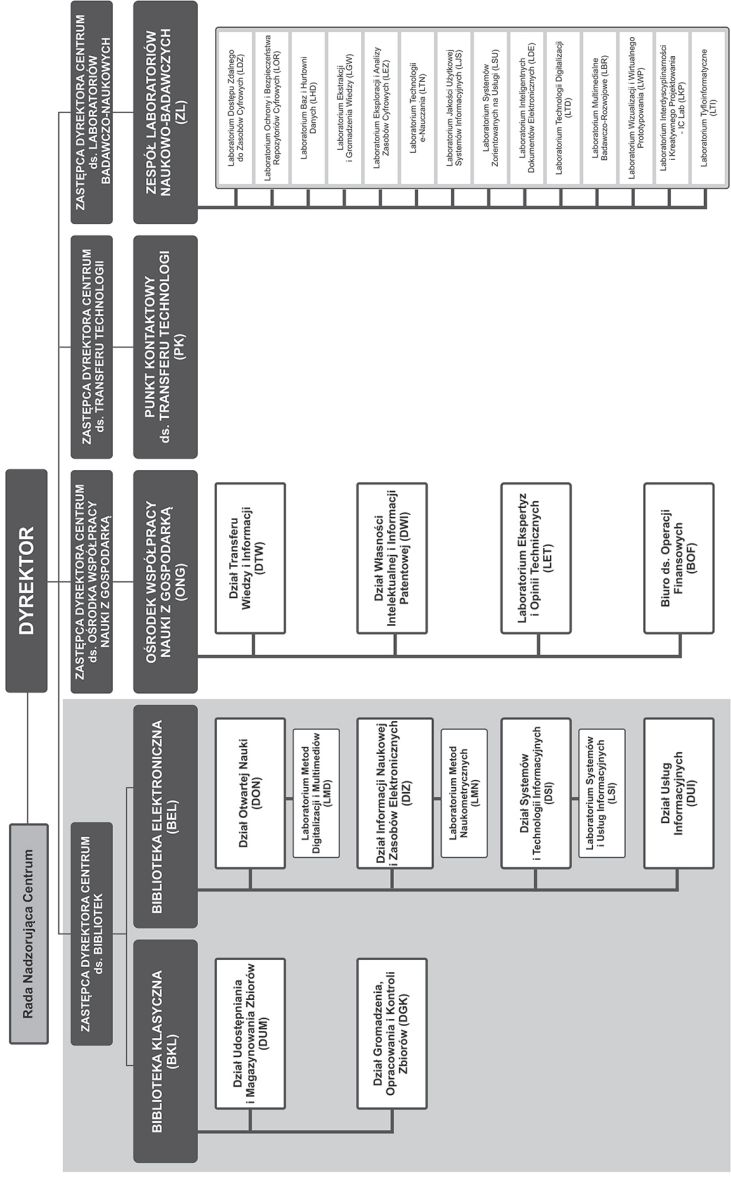 DYREKTOR
Rada Nadzorująca Centrum
ZASTĘPCA DYREKTORA CENTRUM
ds. BIBLIOTEK
ZASTĘPCA DYREKTORA CENTRUM
ds. OŚRODKA WSPÓŁPRACY
NAUKI Z GOSPODARKĄ
ZASTĘPCA DYREKTORA CENTRUM
ds. TRANSFERU TECHNOLOGII
ZASTĘPCA DYREKTORA CENTRUM
ds. LABORATORIÓW
BADAWCZO-NAUKOWYCH
BIBLIOTEKA KLASYCZNA
(BKL)
BIBLIOTEKA ELEKTRONICZNA
(BEL)
OŚRODEK WSPÓŁPRACY
NAUKI Z GOSPODARKĄ
(ONG)
PUNKT KONTAKTOWY
ds. TRANSFERU TECHNOLOGI
(PK)
ZESPÓŁ LABORATORIÓW
NAUKOWO-BADAWCZYCH
(ZL)
Dział Udostępniania
i Magazynowania Zbiorów
(DUM)
Dział Gromadzenia,
Opracowania i Kontroli
Zbiorów (DGK)
Dział Otwartej Nauki
(DON)
Laboratorium Metod
Digitalizacji i Multimediów
(LMD)
Dział Informacji Naukowej
i Zasobów Elektronicznych
(DIZ)
Laboratorium Metod
Naukometrycznych
(LMN)
Dział Systemów
i Technologii Informacyjnych
(DSI)
Laboratorium Systemów
i Usług Informacyjnych
(LSI)
Dział Usług
Informacyjnych
(DUI)
Dział Transferu
Wiedzy i Informacji
(DTW)
Dział Własności
Intelektualnej i Informacji
Patentowej (DWI)
Laboratorium Ekspertyz
i Opinii Technicznych
(LET)
Biuro ds. Operacji
Finansowych
(BOF)
Laboratorium Dostępu Zdalnego
do Zasobów Cyfrowych (LDZ)
Laboratorium Ochrony i Bezpieczeństwa
Repozytoriów Cyfrowych (LOR)
Laboratorium Baz i Hurtowni
Danych (LHD)
Laboratorium Ekstrakcji
i Gromadzenia Wiedzy (LGW)
Laboratorium Eksploracji i Analizy
Zasobów Cyfrowych (LEZ)
Laboratorium Technologii
e-Nauczania (LTN)
Laboratorium Jakości Użytkowej
Systemów Informacyjnych (LJS)
Laboratorium Systemów
Zorientowanych na Usługi (LSU)
Laboratorium Inteligentnych
Dokumentów Elektronicznych (LDE)
Laboratorium Technologii Digitalizacji
(LTD)
Laboratorium Multimedialne
Badawczo-Rozwojowe (LBR)
Laboratorium Wizualizacji i Wirtualnego
Prototypowania (LWP)
Laboratorium Interdyscyplinarności
i Kreatywnego Projektowania
- IC Lab (LKP)
Laboratorium Tyfloinformatyczne
(LTI)